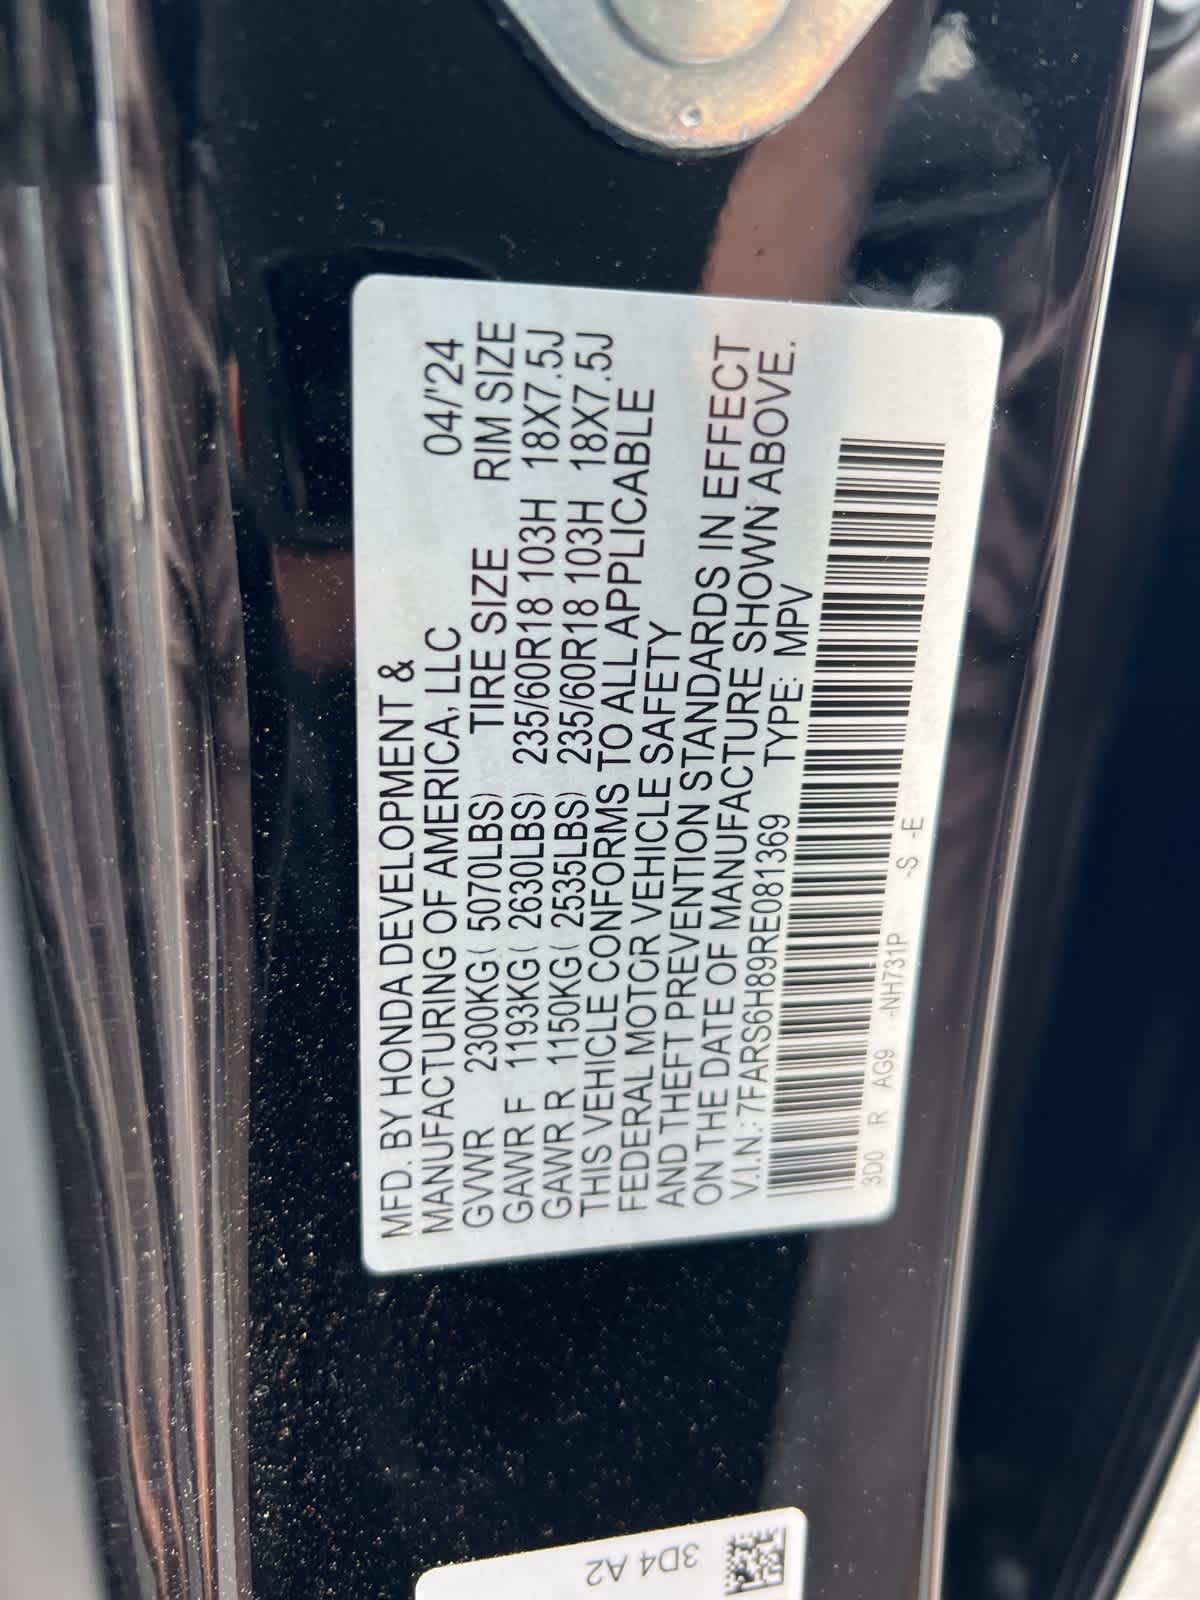 MFD. BY HONDA DEVELOPMENT &
MANUFACTURING OF AMERICA, LLC 04/'24
GVWR 2300KG ( 5070LBS) TIRE SIZE RIM SIZE
GAWR F 1193KG ( 2630LBS) 235/60R18 103H 18X7.5J
GAWR R 1150KG ( 2535LBS) 235/60R18 103H 18X7.5J
THIS VEHICLE CONFORMS TO ALL APPLICABLE
FEDERAL MOTOR VEHICLE SAFETY
AND THEFT PREVENTION STANDARDS IN EFFECT
ON THE DATE OF MANUFACTURE SHOWN ABOVE.
V.I.N.: 7FARS6H89RE081369 TYPE: MPV
3D0 R AG9 -NH731P -S -E
3D4 A2